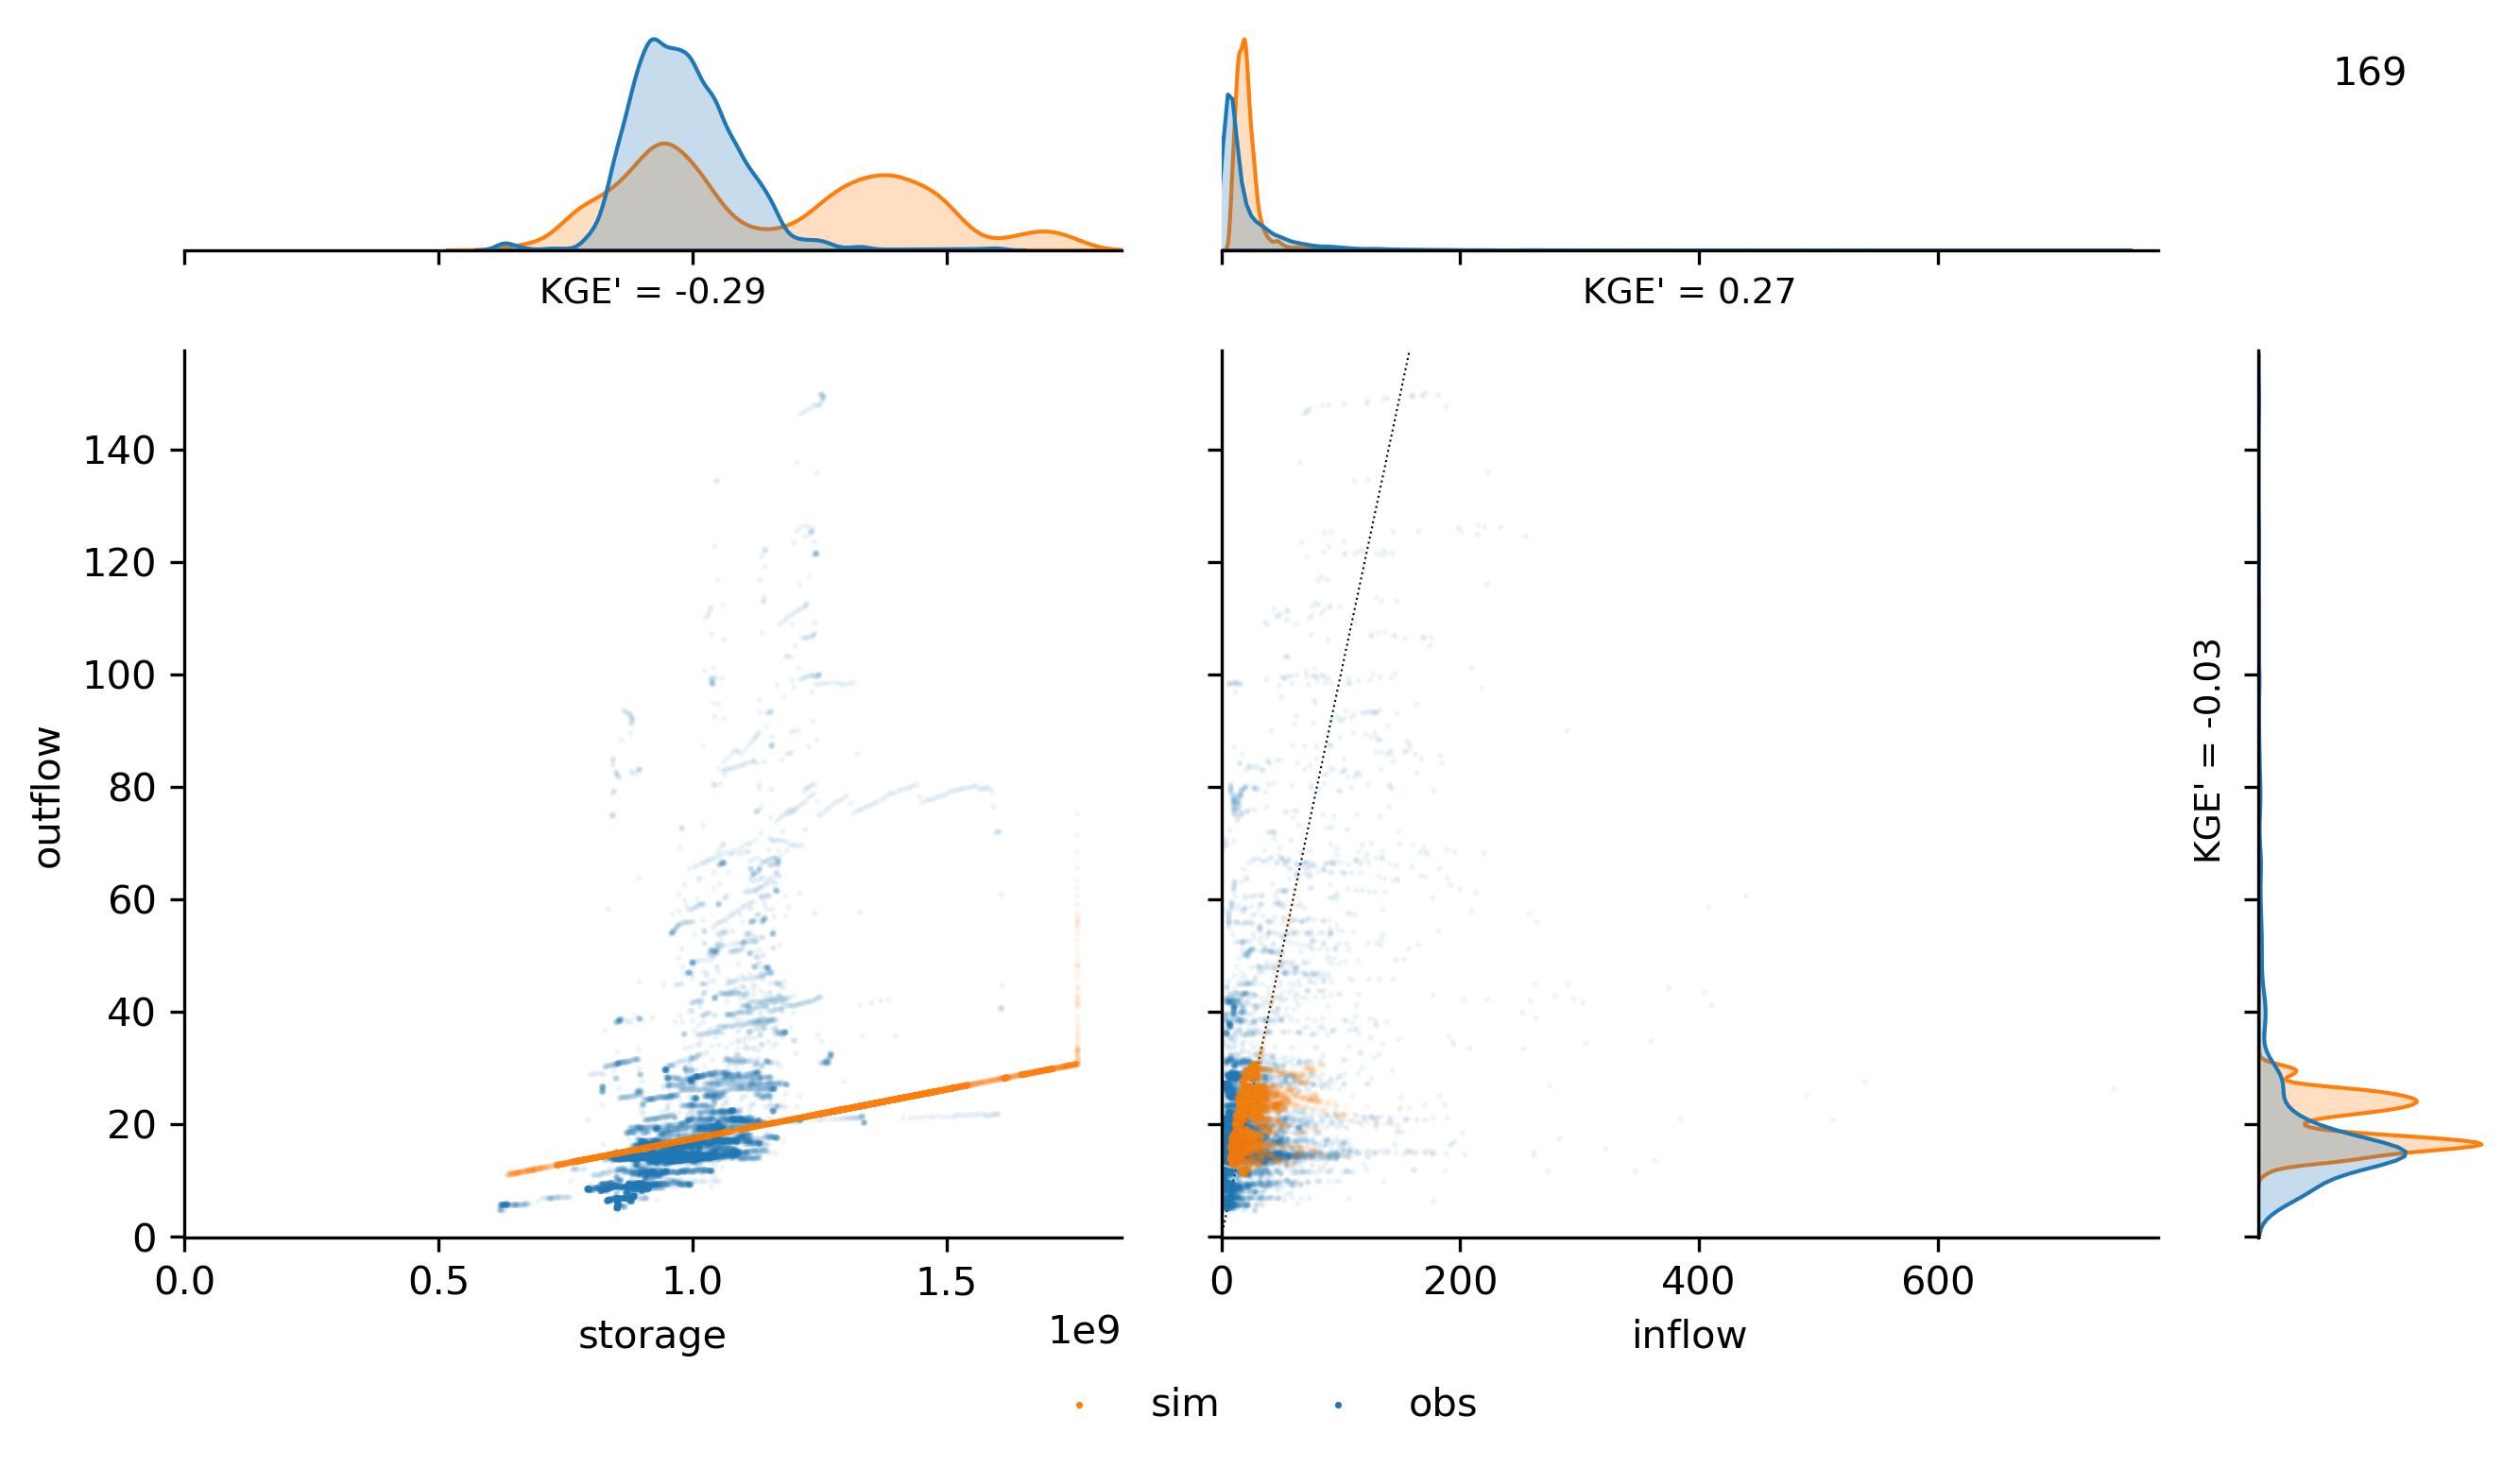 169
KGE' = -0.29
KGE' = 0.27
KGE' = -0.03
outflow
140
120
100
80
60
40
20
0
0.0 0.5 1.0 1.5
1e9
storage
0 200 400 600
inflow
sim obs